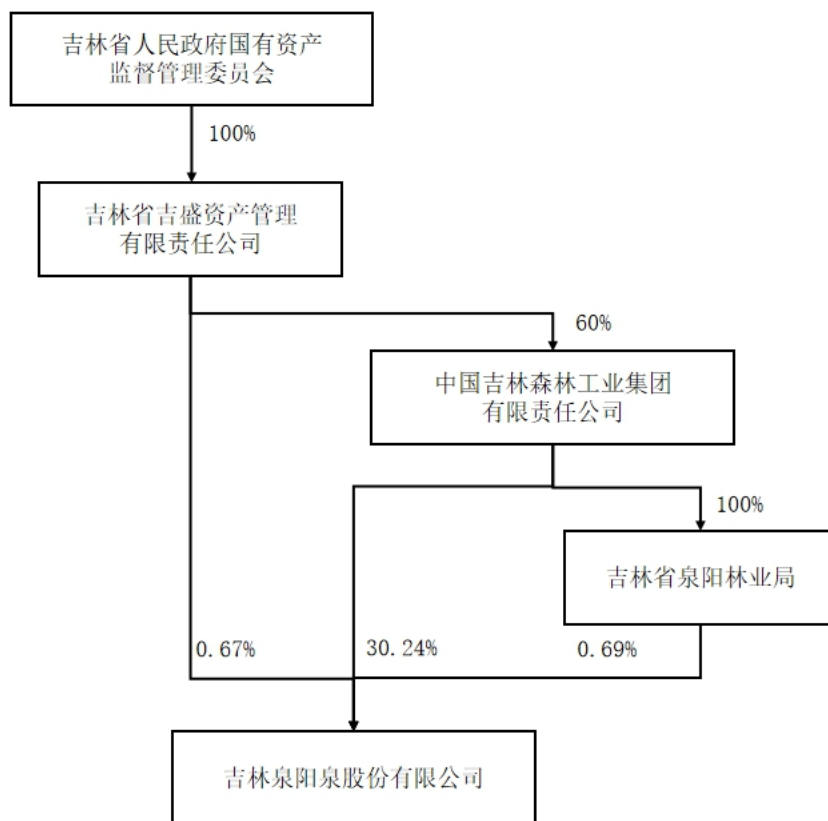 吉林省人民政府国有资产
监督管理委员会
100%
吉林省吉盛资产管理
有限责任公司
60%
中国吉林森林工业集团
有限责任公司
100%
吉林省泉阳林业局
0.67%
30.24%
0.69%
吉林泉阳泉股份有限公司